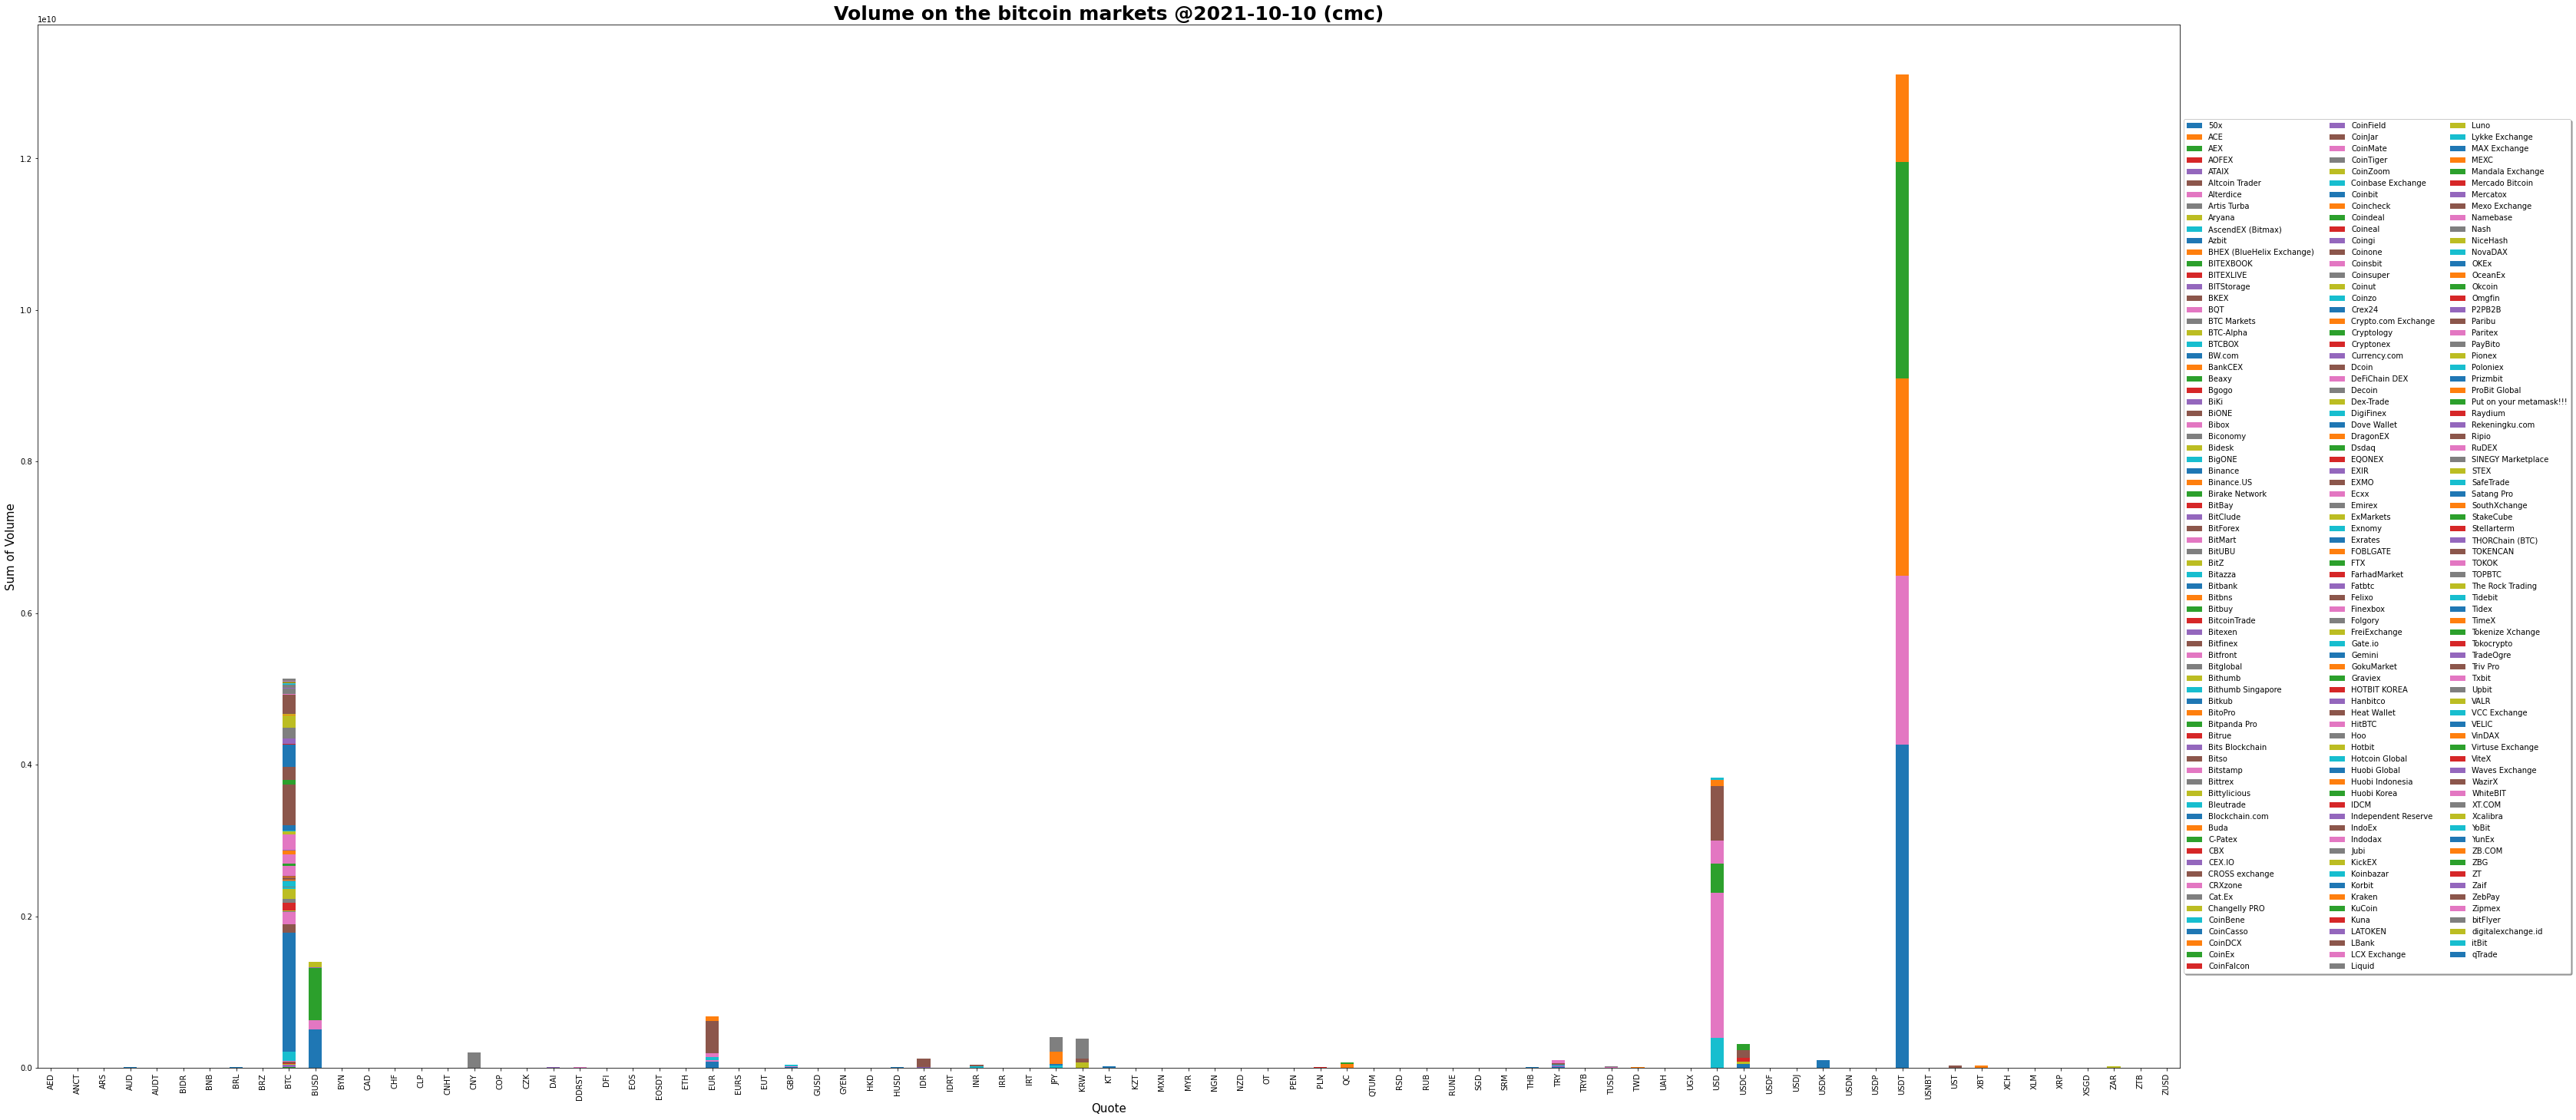 Volume on the bitcoin markets @2021-10-10 (cmc)
1e10
1.2
1.0
0.8
0.6
0.4
0.2
0.0
Sum of Volume
AED
ANCT
ARS
AUD
AUDT
BIDR
BNB
BRL
BRZ
BTC
BUSD
BYN
CAD
CHF
CLP
CNHT
CNY
COP
CZK
DAI
DDRST
DFI
EOS
EOSDT
ETH
EUR
EURS
EUT
GBP
GUSD
GYEN
HKD
HUSD
IDR
IDRT
INR
IRR
IRT
JPY
KRW
KT
KZT
MXN
MYR
NGN
NZD
OT
PEN
PLN
QC
QTUM
RSD
RUB
RUNE
SGD
SRM
THB
TRY
TRYB
TUSD
TWD
UAH
UGX
USD
USDC
USDF
USDJ
USDK
USDN
USDP
USDT
USNBT
UST
XBT
XCH
XLM
XRP
XSGD
ZAR
ZTB
ZUSD
Quote
50x
ACE
AEX
AOFEX
ATAIX
Altcoin Trader
Alterdice
Artis Turba
Aryana
AscendEX (Bitmax)
Azbit
BHEX (BlueHelix Exchange)
BITEXBOOK
BITEXLIVE
BITStorage
BKEX
BQT
BTC Markets
BTC-Alpha
BTCBOX
BW.com
BankCEX
Beaxy
Bgogo
BiKi
BiONE
Bibox
Biconomy
Bidesk
BigONE
Binance
Binance.US
Birake Network
BitBay
BitClude
BitForex
BitMart
BitUBU
BitZ
Bitazza
Bitbank
Bitbns
Bitbuy
BitcoinTrade
Bitexen
Bitfinex
Bitfront
Bitglobal
Bithumb
Bithumb Singapore
Bitkub
BitoPro
Bitpanda Pro
Bitrue
Bits Blockchain
Bitso
Bitstamp
Bittrex
Bittylicious
Bleutrade
Blockchain.com
Buda
C-Patex
CBX
CEX.IO
CROSS exchange
CRXzone
Cat.Ex
Changelly PRO
CoinBene
CoinCasso
CoinDCX
CoinEx
CoinFalcon
CoinField
CoinJar
CoinMate
CoinTiger
CoinZoom
Coinbase Exchange
Coinbit
Coincheck
Coindeal
Coineal
Coingi
Coinone
Coinsbit
Coinsuper
Coinut
Coinzo
Crex24
Crypto.com Exchange
Cryptology
Cryptonex
Currency.com
Dcoin
DeFiChain DEX
Decoin
Dex-Trade
DigiFinex
Dove Wallet
DragonEX
Dsdaq
EQONEX
EXIR
EXMO
Ecxx
Emirex
ExMarkets
Exnomy
Exrates
FOBLGATE
FTX
FarhadMarket
Fatbtc
Felixo
Finexbox
Folgory
FreiExchange
Gate.io
Gemini
GokuMarket
Graviex
HOTBIT KOREA
Hanbitco
Heat Wallet
HitBTC
Hoo
Hotbit
Hotcoin Global
Huobi Global
Huobi Indonesia
Huobi Korea
IDCM
Independent Reserve
IndoEx
Indodax
Jubi
KickEX
Koinbazar
Korbit
Kraken
KuCoin
Kuna
LATOKEN
LBank
LCX Exchange
Liquid
Luno
Lykke Exchange
MAX Exchange
MEXC
Mandala Exchange
Mercado Bitcoin
Mercatox
Mexo Exchange
Namebase
Nash
NiceHash
NovaDAX
OKEx
OceanEx
Okcoin
Omgfin
P2PB2B
Paribu
Paritex
PayBito
Pionex
Poloniex
Prizmbit
ProBit Global
Put on your metamask!!!
Raydium
Rekeningku.com
Ripio
RuDEX
SINEGY Marketplace
STEX
SafeTrade
Satang Pro
SouthXchange
StakeCube
Stellarterm
THORChain (BTC)
TOKENCAN
TOKOK
TOPBTC
The Rock Trading
Tidebit
Tidex
TimeX
Tokenize Xchange
Tokocrypto
TradeOgre
Triv Pro
Txbit
Upbit
VALR
VCC Exchange
VELIC
VinDAX
Virtuse Exchange
ViteX
Waves Exchange
WazirX
WhiteBIT
XT.COM
Xcalibra
YoBit
YunEx
ZB.COM
ZBG
ZT
Zaif
ZebPay
Zipmex
bitFlyer
digitalexchange.id
itBit
qTrade